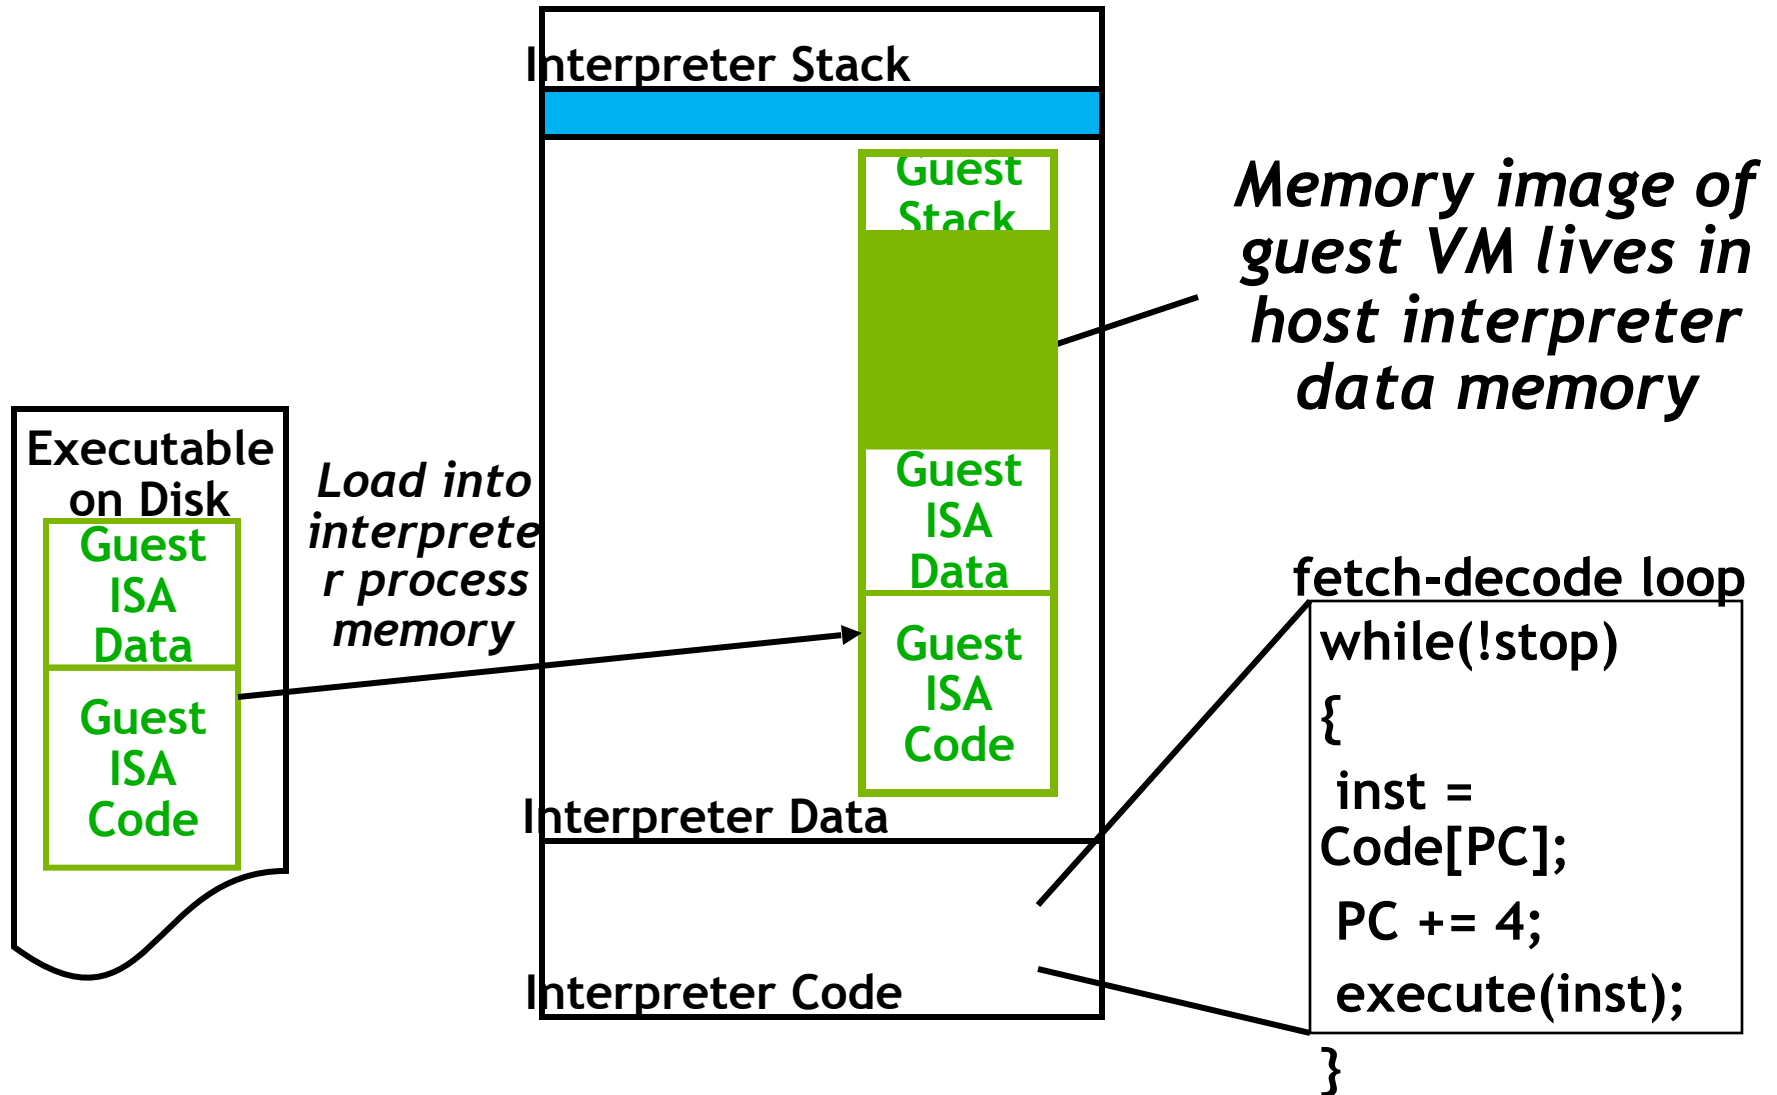 Interpreter Stack
Guest
Stack
Memory image of
guest VM lives in
host interpreter
data memory
Executable
on Disk
Guest
ISA
Data
Guest
ISA
Code
Load into
interprete
r process
memory
Guest
ISA
Data
Guest
ISA
Code
Interpreter Data
Interpreter Code
fetch-decode loop
while(!stop)
{
inst =
Code[PC];
PC += 4;
execute(inst);
}